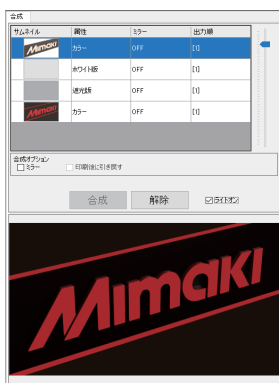 合成
サムネイル 属性 ミラー 出力順
Mimaki カラー OFF [1]
ホワイト版 OFF [1]
遮光版 OFF [1]
Mimaki カラー OFF [1]
合成オプション
ミラー 印刷後に引き戻す
合成 解除 ライトオン
Mimaki